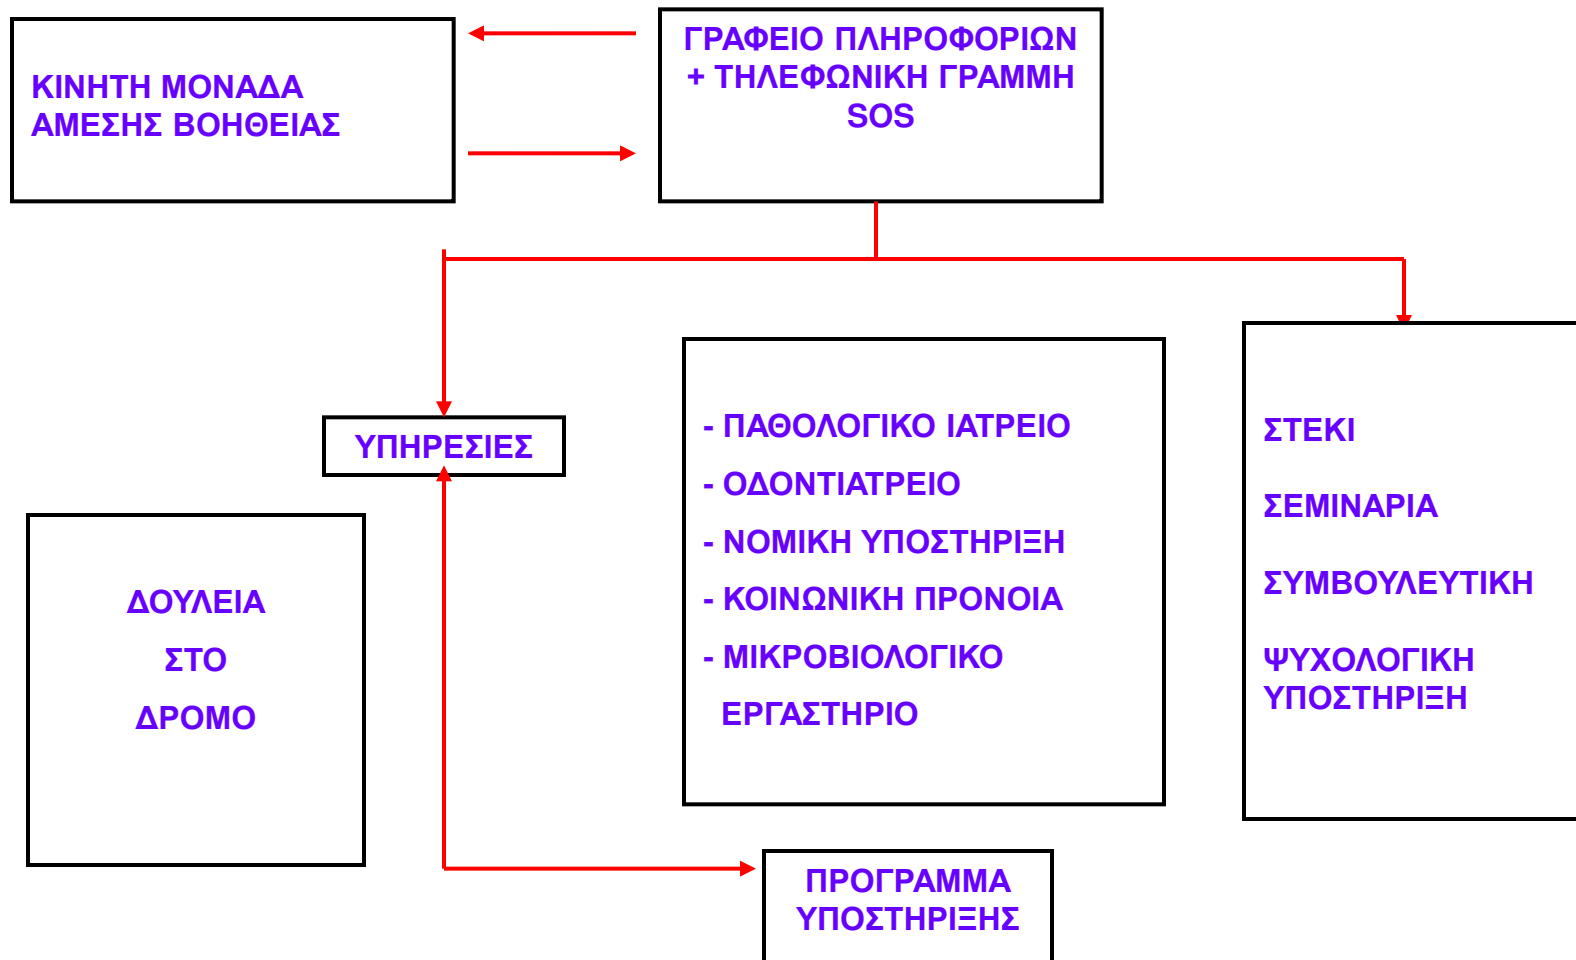 ΚΙΝΗΤΗ ΜΟΝΑΔΑ
ΑΜΕΣΗΣ ΒΟΗΘΕΙΑΣ
ΓΡΑΦΕΙΟ ΠΛΗΡΟΦΟΡΙΩΝ
+ ΤΗΛΕΦΩΝΙΚΗ ΓΡΑΜΜΗ
SOS
ΥΠΗΡΕΣΙΕΣ
ΔΟΥΛΕΙΑ
ΣΤΟ
ΔΡΟΜΟ
- ΠΑΘΟΛΟΓΙΚΟ ΙΑΤΡΕΙΟ
- ΟΔΟΝΤΙΑΤΡΕΙΟ
- ΝΟΜΙΚΗ ΥΠΟΣΤΗΡΙΞΗ
- ΚΟΙΝΩΝΙΚΗ ΠΡΟΝΟΙΑ
- ΜΙΚΡΟΒΙΟΛΟΓΙΚΟ
ΕΡΓΑΣΤΗΡΙΟ
ΣΤΕΚΙ
ΣΕΜΙΝΑΡΙΑ
ΣΥΜΒΟΥΛΕΥΤΙΚΗ
ΨΥΧΟΛΟΓΙΚΗ
ΥΠΟΣΤΗΡΙΞΗ
ΠΡΟΓΡΑΜΜΑ
ΥΠΟΣΤΗΡΙΞΗΣ